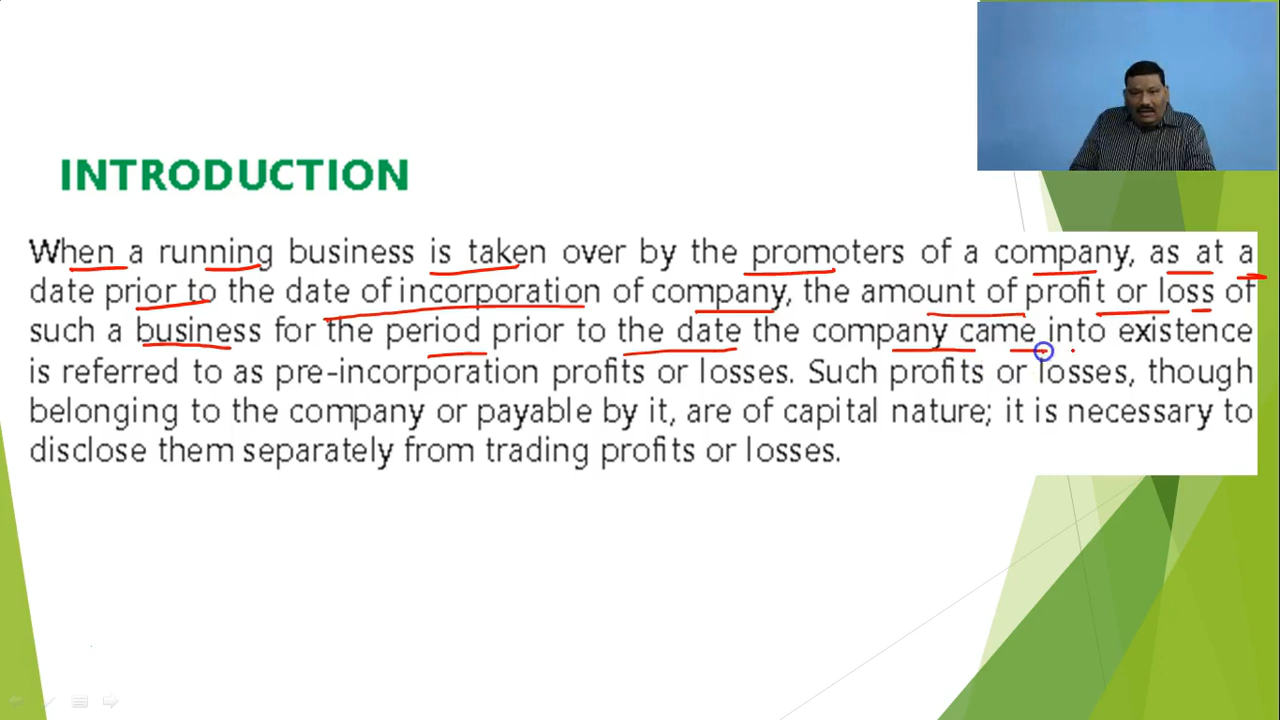 INTRODUCTION
When a running business is taken over by the promoters of a company, as at a
date prior to the date of incorporation of company, the amount of profit or loss of
such a business for the period prior to the date the company came into existence
is referred to as pre-incorporation profits or losses. Such profits or losses, though
belonging to the company or payable by it, are of capital nature; it is necessary to
disclose them separately from trading profits or losses.